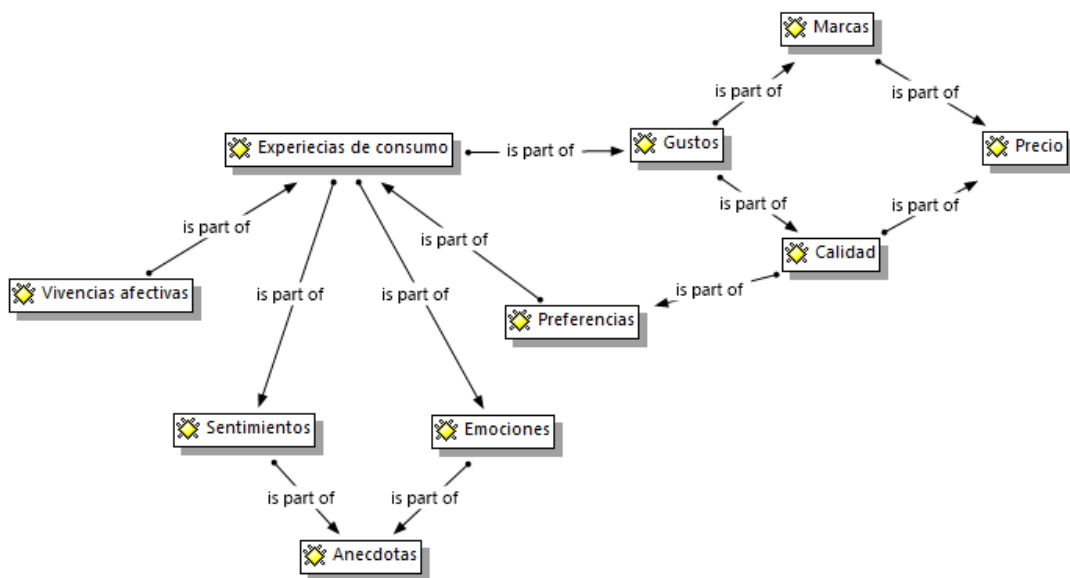 Marcas
is part of
is part of
Experiecias de consumo
is part of
Gustos
Precio
is part of
is part of
is part of
is part of
Calidad
Vivencias afectivas
is part of
is part of
is part of
Preferencias
Sentimientos
Emociones
is part of
is part of
Anecdotas